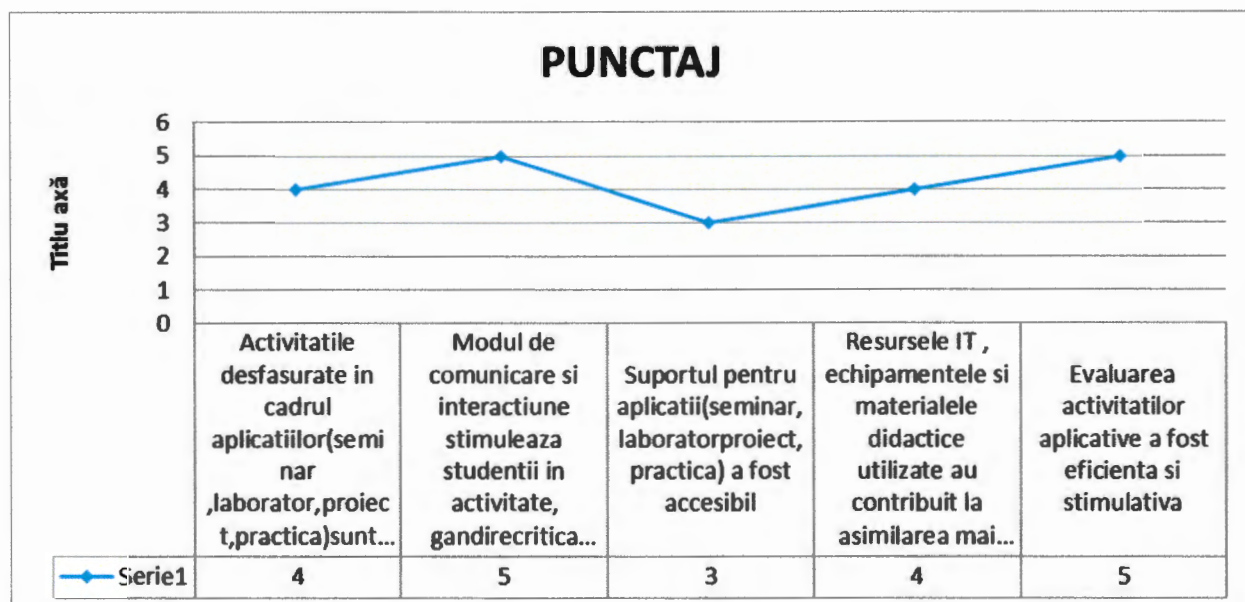 PUNCTAJ
Titlu axă
6
5
4
3
2
1
0
Activitatile
desfasurate in
cadrul
aplicatiilor(semi
nar
,laborator,proiec
t,practica)sunt...
Modul de
comunicare si
interactiune
stimuleaza
studentii in
activitate,
gandirecritica...
Suportul pentru
aplicatii(seminar,
laboratorproiect,
practica) a fost
accesibil
Resursele IT ,
echipamentele si
materialele
didactice
utilizate au
contribuit la
asimilarea mai...
Evaluarea
activitatilor
aplicative a fost
eficienta si
stimulativa
Serie1 4 5 3 4 5